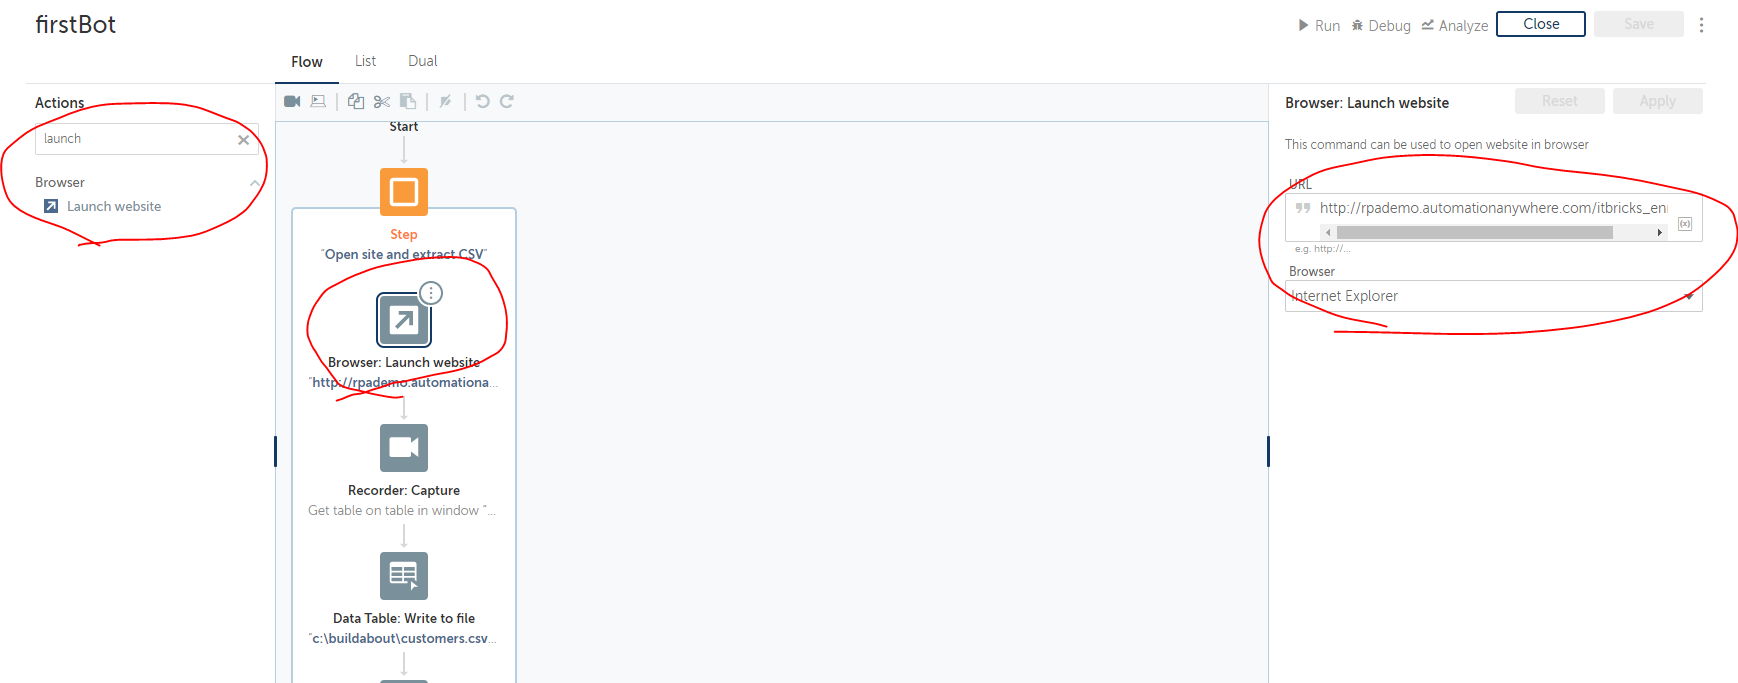 firstBot
Run Debug Analyze Close Save
Flow List Dual
Actions
launch
Browser
Launch website
Start
Step
"Open site and extract CSV"
Browser: Launch website
"http://rpademo.automationa...
Recorder: Capture
Get table on table in window "...
Data Table: Write to file
"c:\buildabout\customers.csv...
Browser: Launch website Reset Apply
This command can be used to open website in browser
URL
http://rpademo.automationanywhere.com/itbricks_en
(x)
e.g. http://...
Browser
Internet Explorer